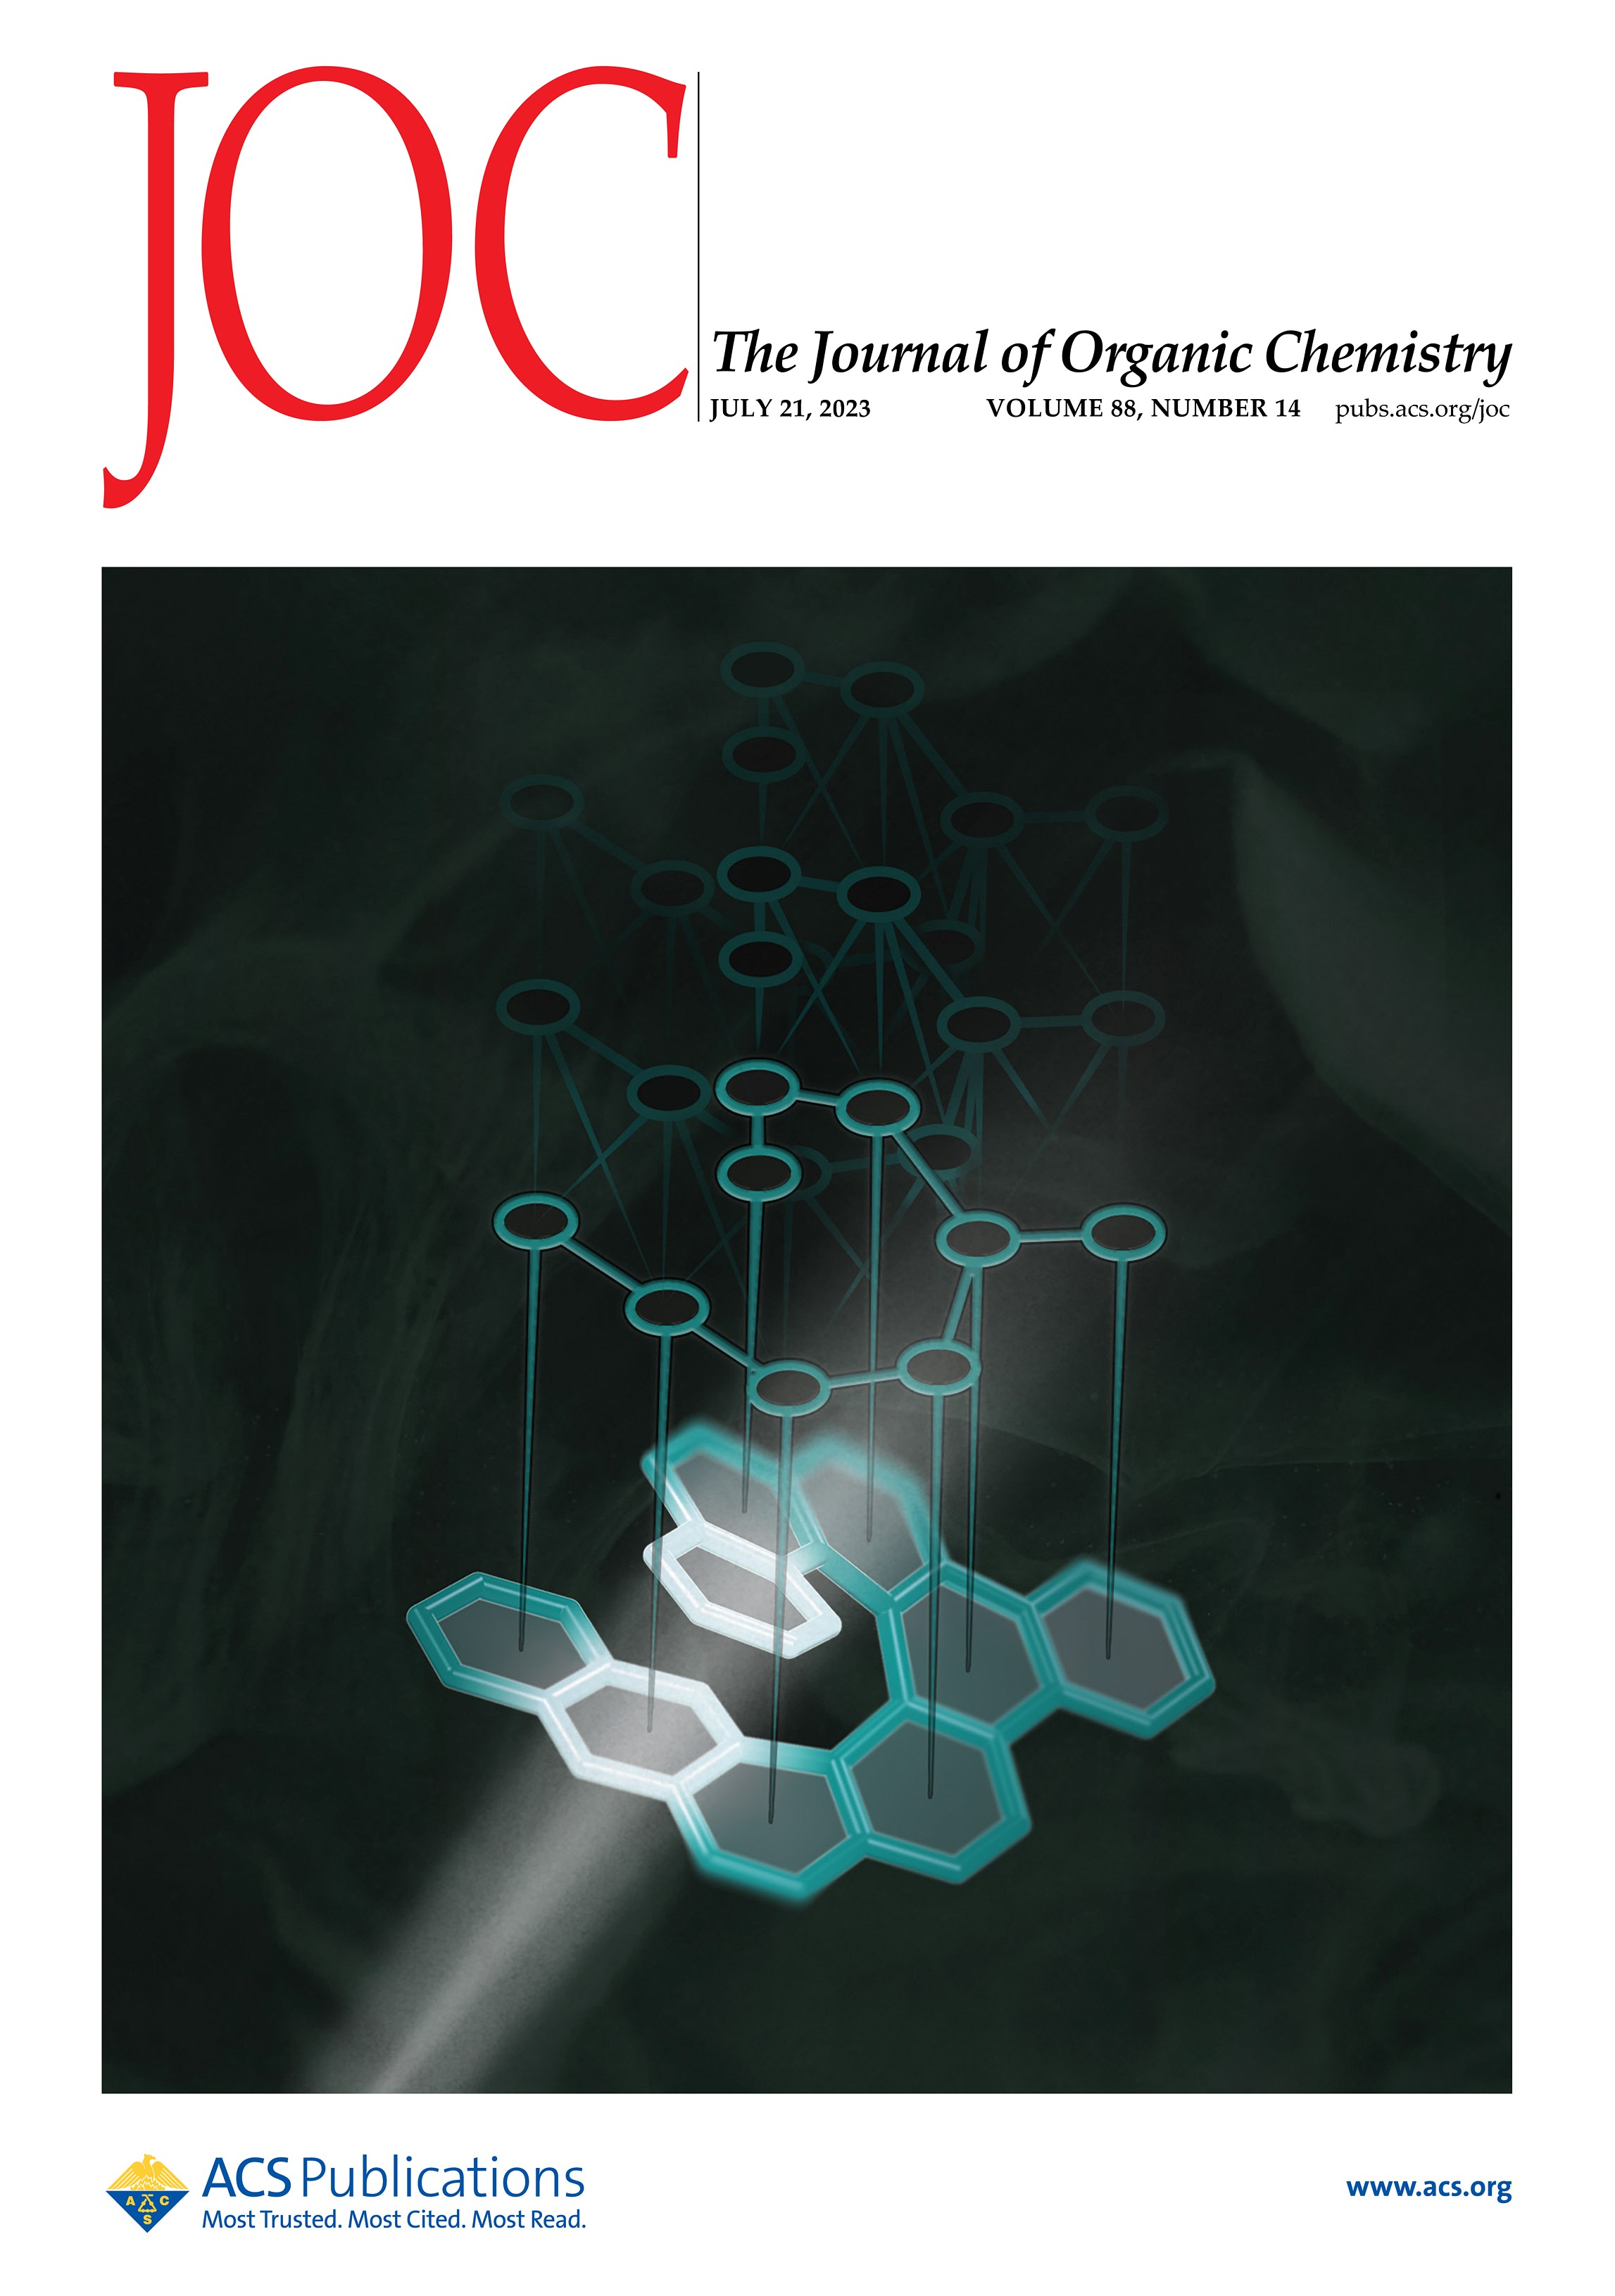 JOC
The Journal of Organic Chemistry
JULY 21, 2023 VOLUME 88, NUMBER 14 pubs.acs.org/joc
A C S
ACS Publications
Most Trusted. Most Cited. Most Read.
www.acs.org